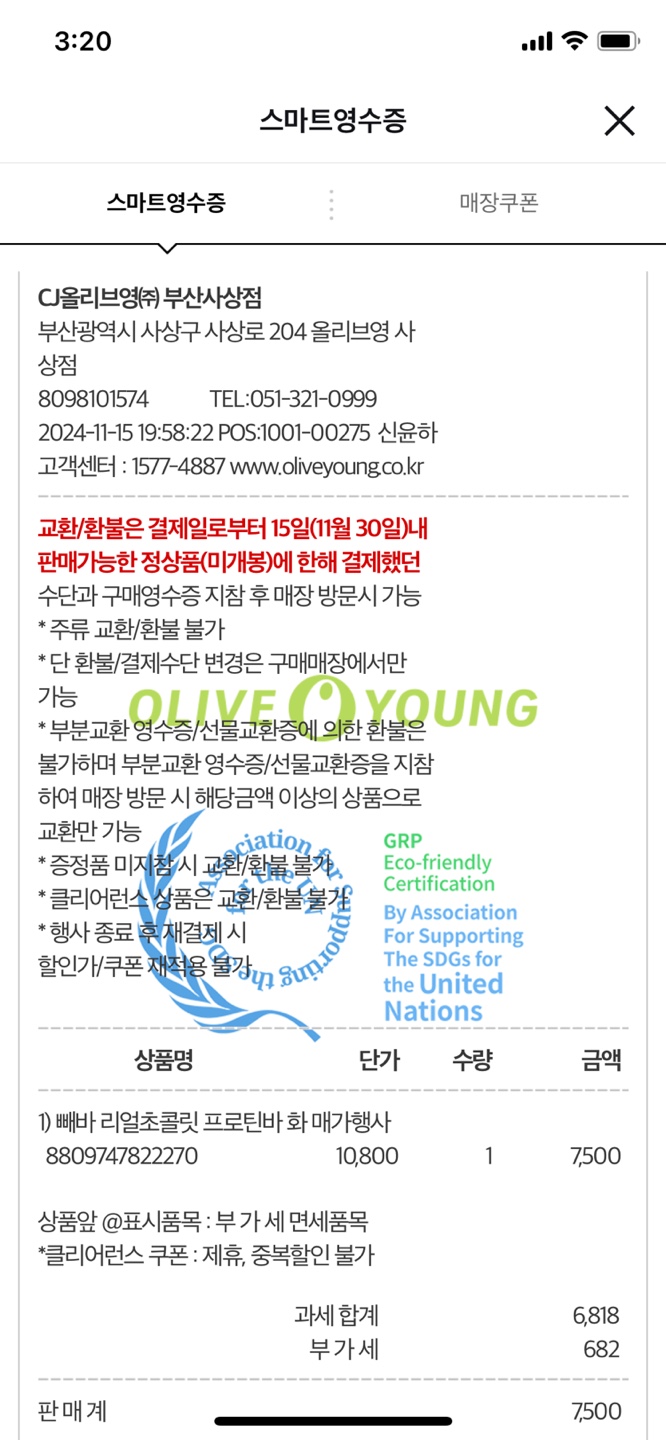 3:20
스마트영수증
스마트영수증 매장쿠폰
CJ올리브영㈜ 부산사상점
부산광역시 사상구 사상로 204 올리브영 사
상점
8098101574 TEL:051-321-0999
2024-11-15 19:58:22 POS:1001-00275 신윤하
고객센터 : 1577-4887 www.oliveyoung.co.kr
교환/환불은 결제일로부터 15일(11월 30일)내
판매가능한 정상품(미개봉)에 한해 결제했던
수단과 구매영수증 지참 후 매장 방문시 가능
* 주류 교환/환불 불가
* 단 환불/결제수단 변경은 구매매장에서만
가능
OLIVE YOUNG
* 부분교환 영수증/선물교환증에 의한 환불은
불가하며 부분교환 영수증/선물교환증을 지참
하여 매장 방문 시 해당금액 이상의 상품으로
교환만 가능
* 증정품 미지참 시 교환/환불 불가
* 클리어런스 상품은 교환/환불 불가
* 행사 종료 후 재결제 시
할인가/쿠폰 재적용 불가
Association for Supporting the SDGs
for the UN
GRP
Eco-friendly
Certification
By Association
For Supporting
The SDGs for
the United
Nations
상품명 단가 수량 금액
1) 빼바 리얼초콜릿 프로틴바 화 매가행사
8809747822270 10,800 1 7,500
상품앞 @표시품목 : 부 가 세 면세품목
*클리어런스 쿠폰 : 제휴, 중복할인 불가
과세 합계 6,818
부 가 세 682
판 매 계 7,500